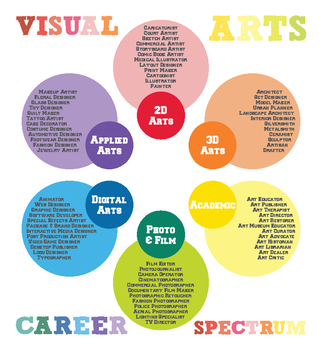 VISUAL ARTS
Caricaturist
Court Artist
Sketch Artist
Commercial Artist
Storyboard Artist
Comic Book Artist
Medical Illustrator
Layout Designer
Print Maker
Cartoonist
Illustrator
Painter
2D
Arts
Makeup Artist
Floral Designer
Glass Designer
Toy Designer
Built Maker
Tattoo Artist
Cake Decorator
Costume Artist
Automotive Designer
Footwear Designer
Fashion Designer
Jewelry Artist
Applied
Arts
Architect
Set Designer
Model Maker
Urban Planner
Landscape Architect
Interior Designer
Silversmith
Metalsmith
Ceramist
Sculptor
Artisan
Crafter
3D
Arts
Animator
Web Designer
Graphic Designer
Software Developer
Special Effects Artist
Package & Brand Designer
Interactive Media Designer
Post Production Artist
Video Game Designer
Desktop Publisher
Logo Designer
Typographer
Digital
Arts
Academic
Art Educator
Art Publisher
Art Therapist
Art Director
Art Restorer
Art Museum Educator
Art Curator
Art Advocate
Art Historian
Art Librarian
Art Dealer
Art Critic
Photo
& Film
Film Editor
Photojournalist
Camera Operator
Cinematographer
Commercial Photographer
Documentary Film Maker
Photographic Retoucher
Fashion Photographer
Police Photographer
Aerial Photographer
Lighting Specialist
TV Director
CAREER SPECTRUM